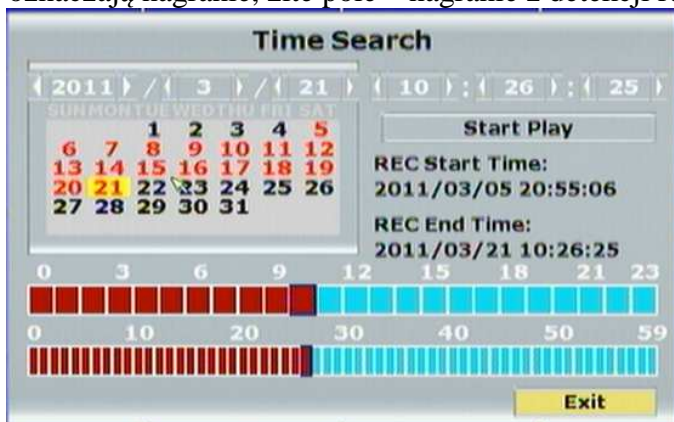 Time Search
2011 / 3 / 21 10 : 26 : 25
SUN MON TUE WED THU FRI SAT
1 2 3 4 5
6 7 8 9 10 11 12
13 14 15 16 17 18 19
20 21 22 23 24 25 26
27 28 29 30 31
Start Play
REC Start Time:
2011/03/05 20:55:06
REC End Time:
2011/03/21 10:26:25
0 3 6 9 12 15 18 21 23
0 10 20 30 40 50 59
Exit